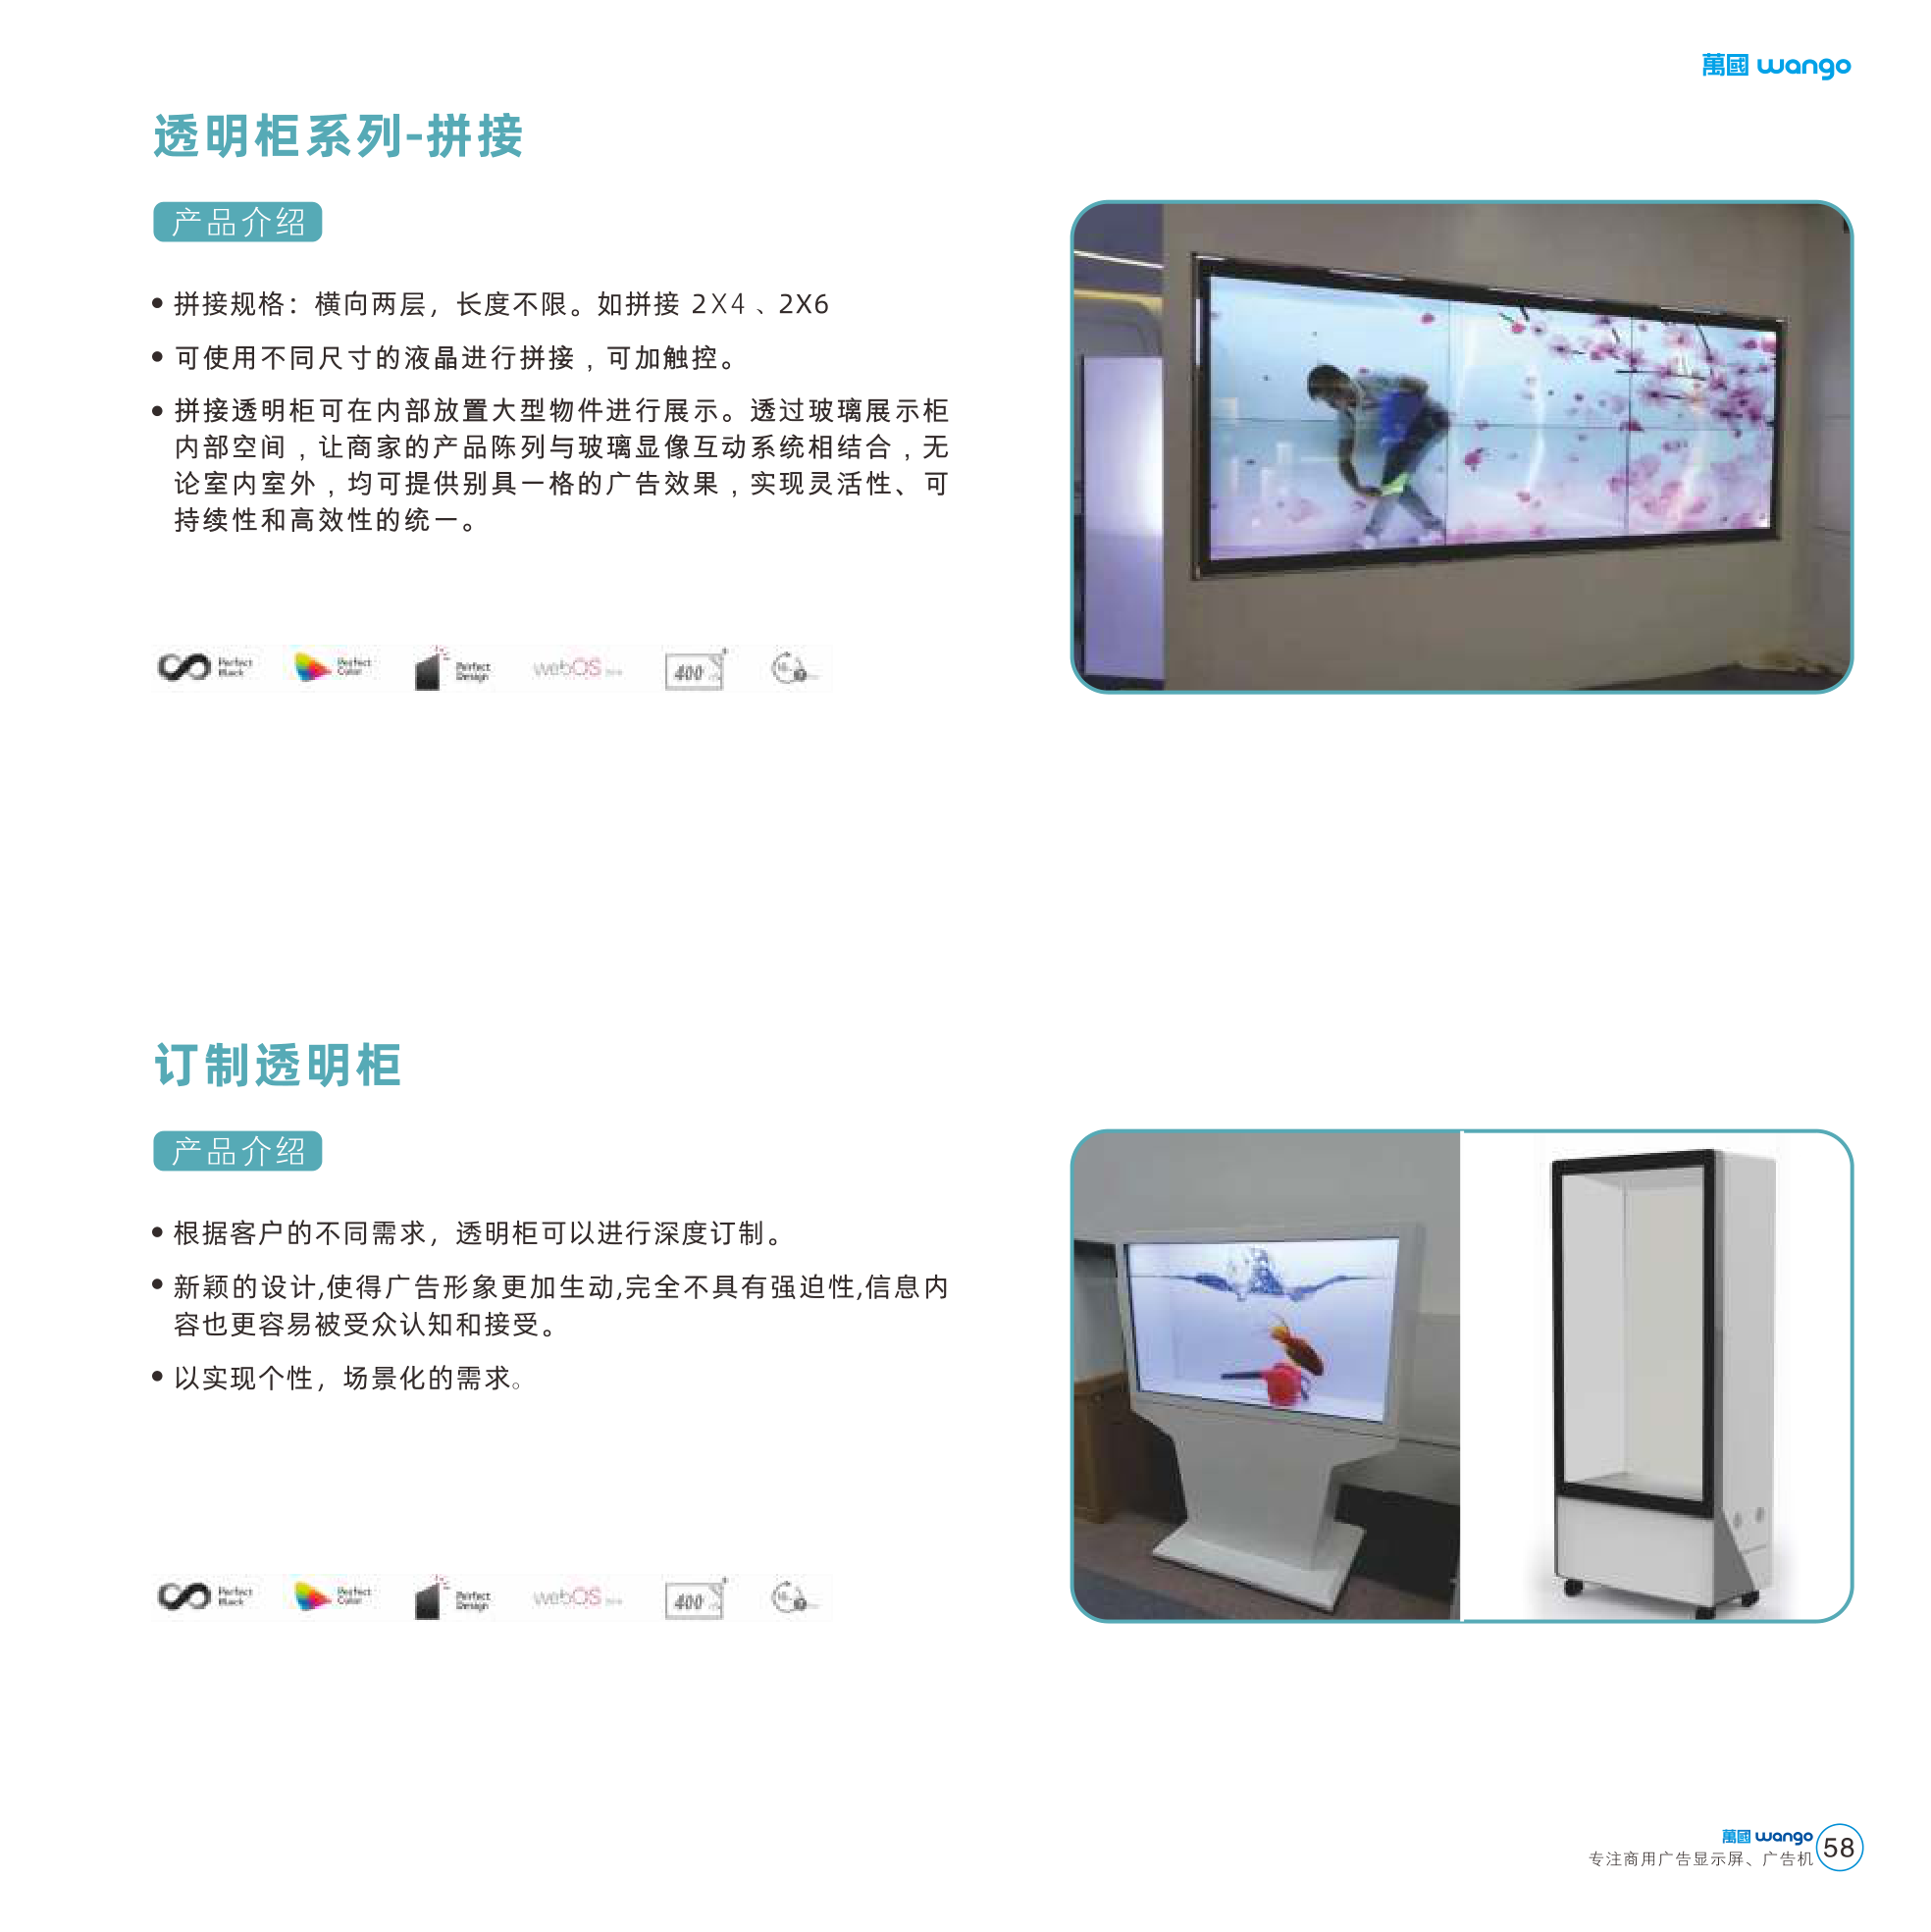 萬國 wango
透明柜系列-拼接
产品介绍
拼接规格：横向两层，长度不限。如拼接 2X4 、2X6
可使用不同尺寸的液晶进行拼接，可加触控。
拼接透明柜可在内部放置大型物件进行展示。透过玻璃展示柜
内部空间，让商家的产品陈列与玻璃显像互动系统相结合，无
论室内室外，均可提供别具一格的广告效果，实现灵活性、可
持续性和高效性的统一。
Perfect
Black
Perfect
Color
Perfect
Design
webOS
400
订制透明柜
产品介绍
根据客户的不同需求，透明柜可以进行深度订制。
新颖的设计,使得广告形象更加生动,完全不具有强迫性,信息内
容也更容易被受众认知和接受。
以实现个性，场景化的需求。
Perfect
Black
Perfect
Color
Perfect
Design
webOS
400
萬國 wango
专注商用广告显示屏、广告机
58